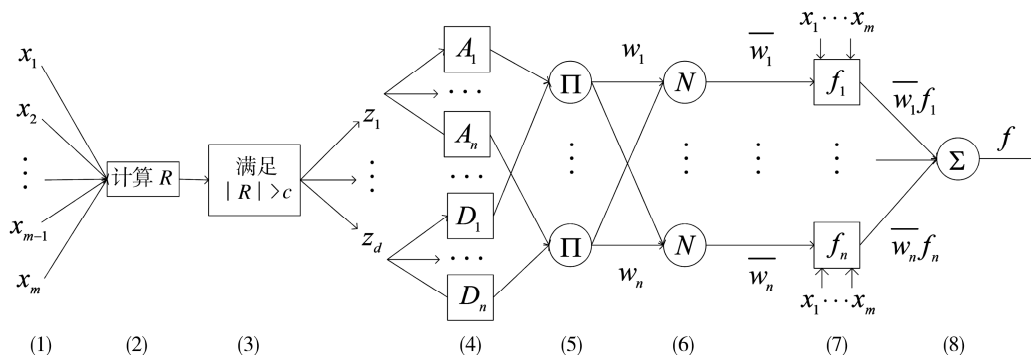 x₁
x₂
⋮
xₘ₋₁
xₘ
计算 R
满足
|R|>c
z₁
⋮
z_d
A₁
···
Aₙ
D₁
···
Dₙ
Π
⋮
Π
w₁
wₙ
N
⋮
N
w̅₁
⋮
w̅ₙ
x₁···xₘ
f₁
⋮
fₙ
x₁···xₘ
w̅₁f₁
w̅ₙfₙ
Σ
f
(1) (2) (3) (4) (5) (6) (7) (8)